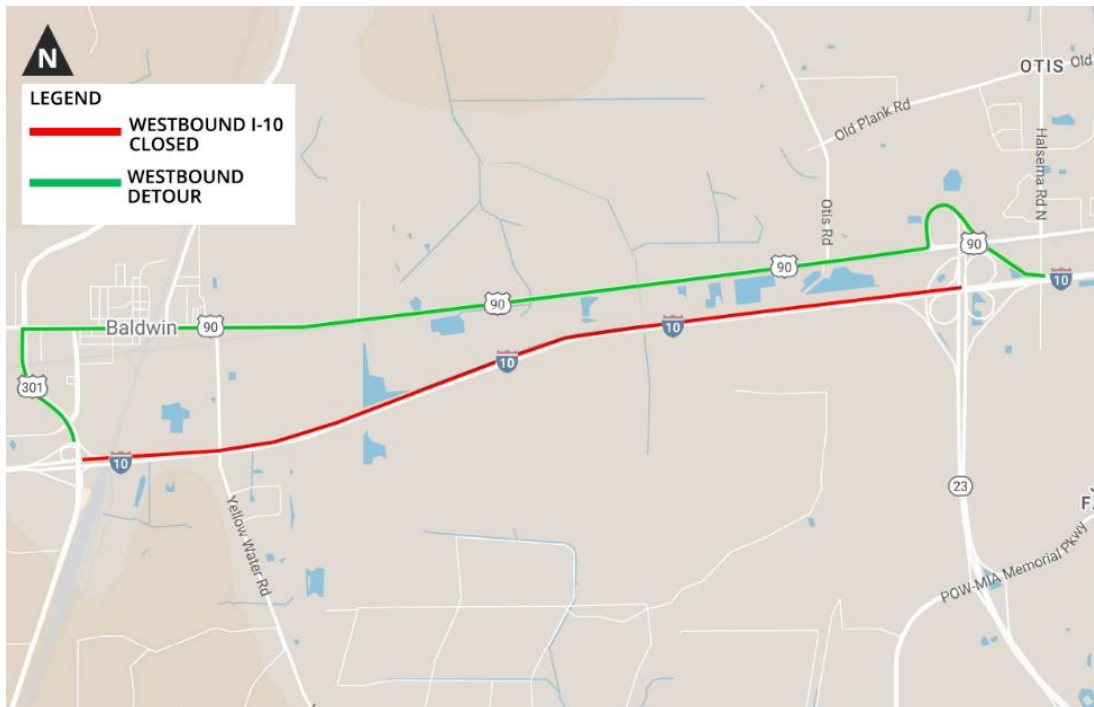 N
LEGEND
WESTBOUND I-10
CLOSED
WESTBOUND
DETOUR
OTIS
Old
Old Plank Rd
Halsema Rd N
Otis Rd
90
90
90
10
Baldwin
90
10
10
301
10
23
Yellow Water Rd
POW-MIA Memorial Pkwy